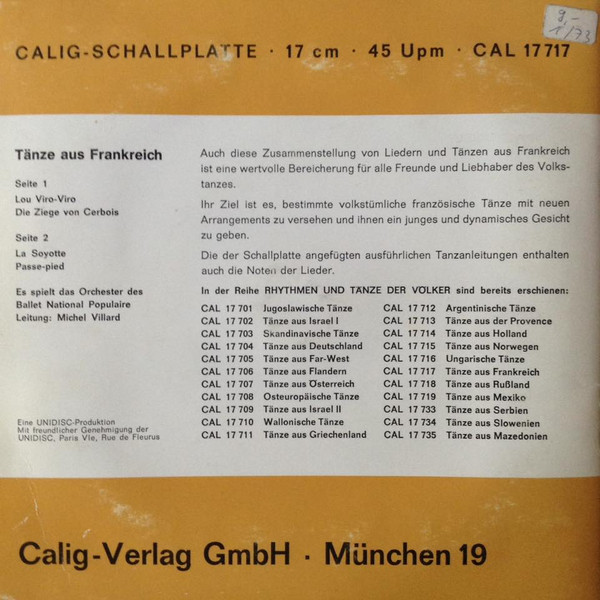 9,-
1/73
CALIG-SCHALLPLATTE · 17 cm · 45 Upm · CAL 17717
Tänze aus Frankreich
Seite 1
Lou Viro-Viro
Die Ziege von Cerbois
Seite 2
La Soyotte
Passe-pied
Es spielt das Orchester des
Ballet National Populaire
Leitung: Michel Villard
Eine UNIDISC-Produktion
Mit freundlicher Genehmigung der
UNIDISC, Paris VIe, Rue de Fleurus
Auch diese Zusammenstellung von Liedern und Tänzen aus Frankreich
ist eine wertvolle Bereicherung für alle Freunde und Liebhaber des Volks-
tanzes.
Ihr Ziel ist es, bestimmte volkstümliche französische Tänze mit neuen
Arrangements zu versehen und ihnen ein junges und dynamisches Gesicht
zu geben.
Die der Schallplatte angefügten ausführlichen Tanzanleitungen enthalten
auch die Noten der Lieder.
In der Reihe RHYTHMEN UND TÄNZE DER VÖLKER sind bereits erschienen:
CAL 17 701 Jugoslawische Tänze
CAL 17 702 Tänze aus Israel I
CAL 17 703 Skandinavische Tänze
CAL 17 704 Tänze aus Deutschland
CAL 17 705 Tänze aus Far-West
CAL 17 706 Tänze aus Flandern
CAL 17 707 Tänze aus Österreich
CAL 17 708 Osteuropäische Tänze
CAL 17 709 Tänze aus Israel II
CAL 17 710 Wallonische Tänze
CAL 17 711 Tänze aus Griechenland
CAL 17 712 Argentinische Tänze
CAL 17 713 Tänze aus der Provence
CAL 17 714 Tänze aus Holland
CAL 17 715 Tänze aus Norwegen
CAL 17 716 Ungarische Tänze
CAL 17 717 Tänze aus Frankreich
CAL 17 718 Tänze aus Rußland
CAL 17 719 Tänze aus Mexiko
CAL 17 733 Tänze aus Serbien
CAL 17 734 Tänze aus Slowenien
CAL 17 735 Tänze aus Mazedonien
Calig-Verlag GmbH · München 19